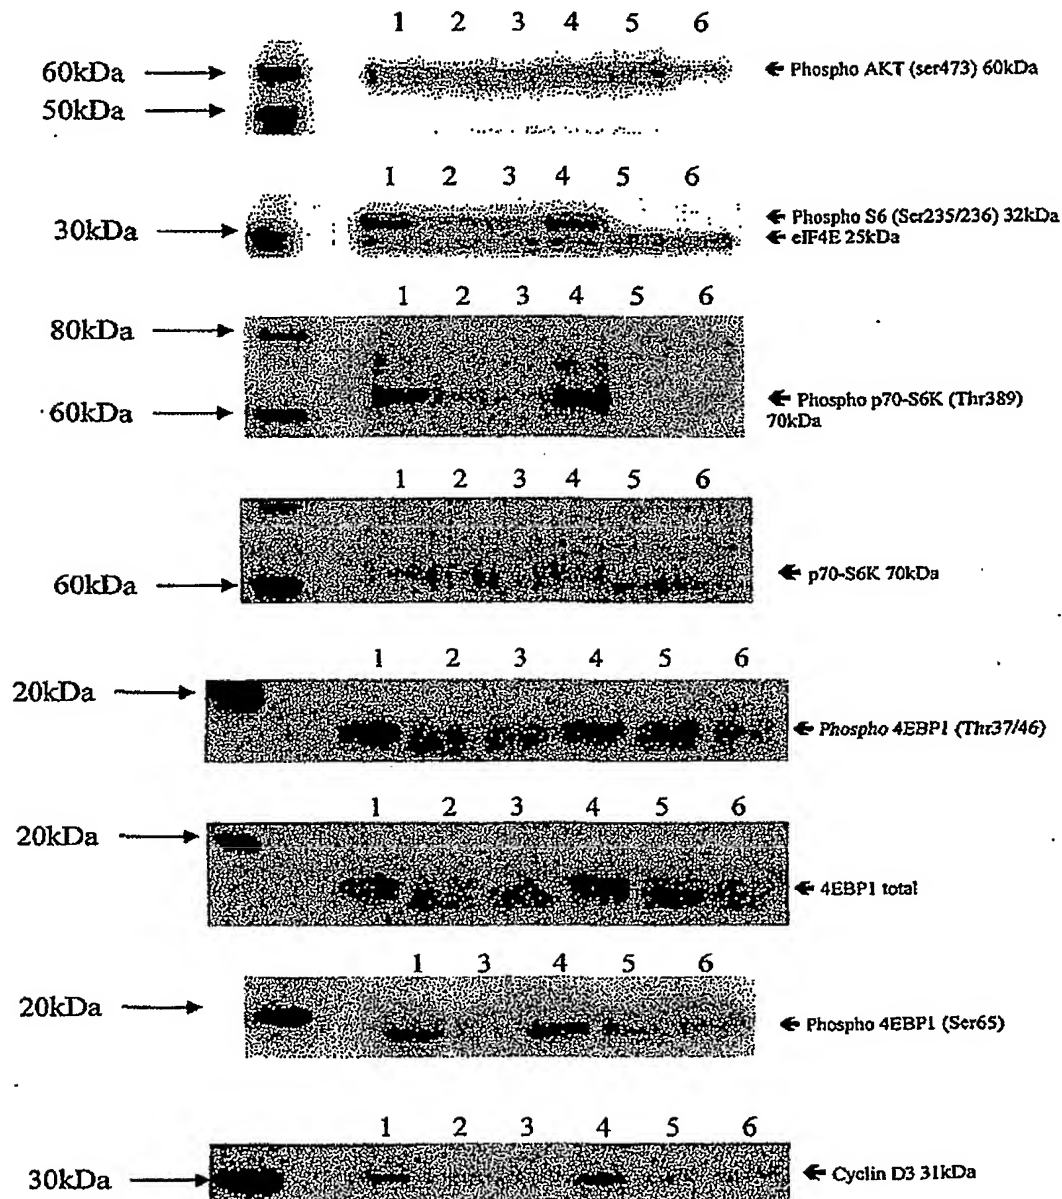 1 2 3 4 5 6
60kDa
Phospho AKT (ser473) 60kDa
50kDa
1 2 3 4 5 6
Phospho S6 (Ser235/236) 32kDa
30kDa
eIF4E 25kDa
1 2 3 4 5 6
80kDa
Phospho p70-S6K (Thr389)
70kDa
60kDa
1 2 3 4 5 6
p70-S6K 70kDa
60kDa
1 2 3 4 5 6
20kDa
Phospho 4EBP1 (Thr37/46)
1 2 3 4 5 6
20kDa
4EBP1 total
1 3 4 5 6
20kDa
Phospho 4EBP1 (Ser65)
1 2 3 4 5 6
30kDa
Cyclin D3 31kDa